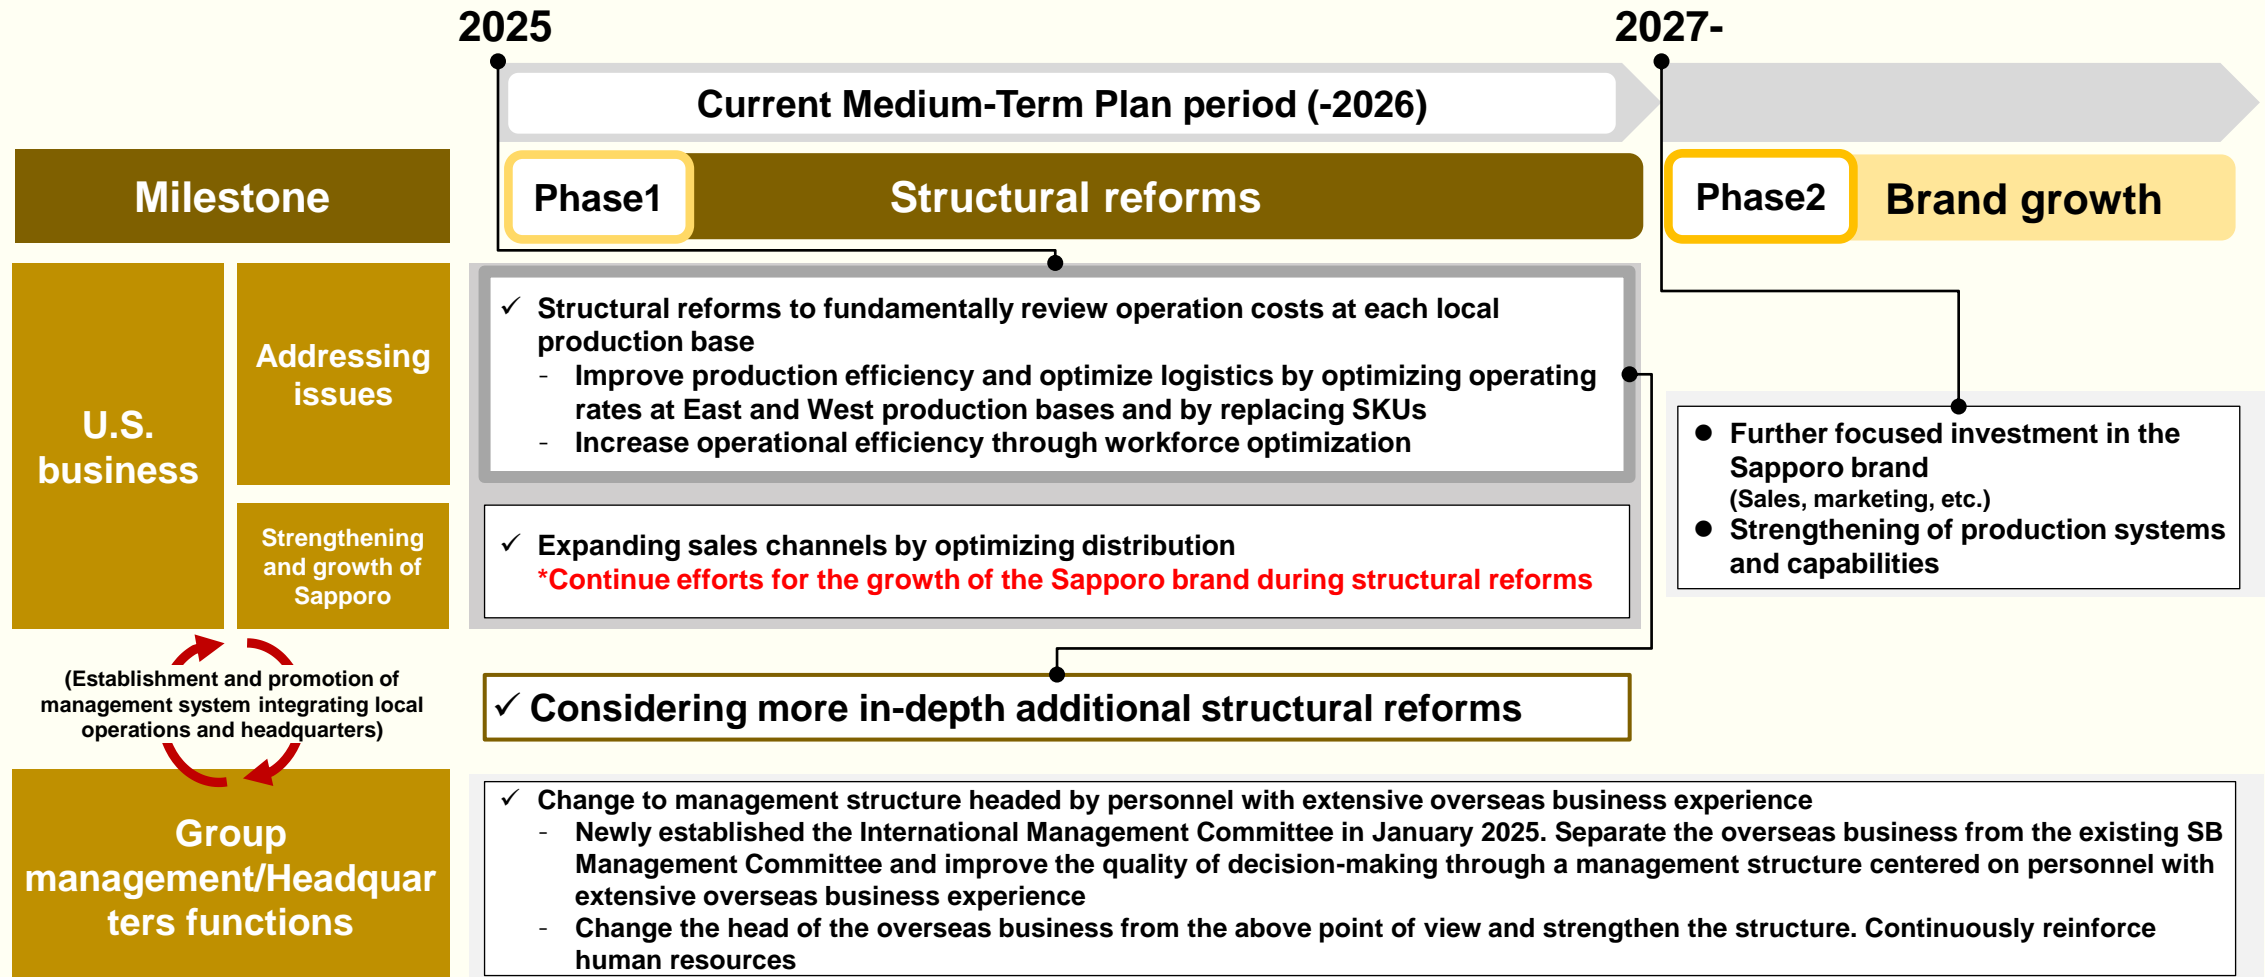 2025
2027-
Current Medium-Term Plan period (-2026)
Milestone
Phase1
Structural reforms
Phase2
Brand growth
U.S.
business
Addressing
issues
✓ Structural reforms to fundamentally review operation costs at each local
production base
- Improve production efficiency and optimize logistics by optimizing operating
rates at East and West production bases and by replacing SKUs
- Increase operational efficiency through workforce optimization
Strengthening
and growth of
Sapporo
✓ Expanding sales channels by optimizing distribution
*Continue efforts for the growth of the Sapporo brand during structural reforms
● Further focused investment in the
Sapporo brand
(Sales, marketing, etc.)
● Strengthening of production systems
and capabilities
(Establishment and promotion of
management system integrating local
operations and headquarters)
✓ Considering more in-depth additional structural reforms
Group
management/Headquar
ters functions
✓ Change to management structure headed by personnel with extensive overseas business experience
- Newly established the International Management Committee in January 2025. Separate the overseas business from the existing SB
Management Committee and improve the quality of decision-making through a management structure centered on personnel with
extensive overseas business experience
- Change the head of the overseas business from the above point of view and strengthen the structure. Continuously reinforce
human resources